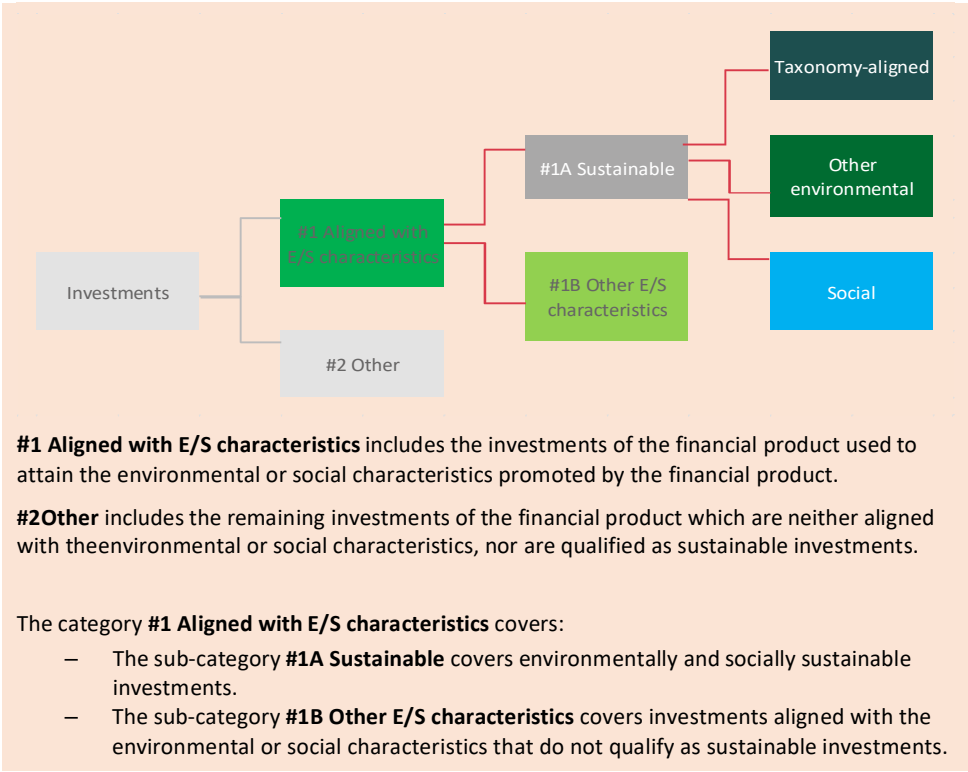 Taxonomy-aligned
#1A Sustainable
Other
environmental
#1 Aligned with
E/S characteristics
Investments
#1B Other E/S
characteristics
Social
#2 Other
#1 Aligned with E/S characteristics includes the investments of the financial product used to
attain the environmental or social characteristics promoted by the financial product.
#2Other includes the remaining investments of the financial product which are neither aligned
with theenvironmental or social characteristics, nor are qualified as sustainable investments.
The category #1 Aligned with E/S characteristics covers:
– The sub-category #1A Sustainable covers environmentally and socially sustainable
investments.
– The sub-category #1B Other E/S characteristics covers investments aligned with the
environmental or social characteristics that do not qualify as sustainable investments.